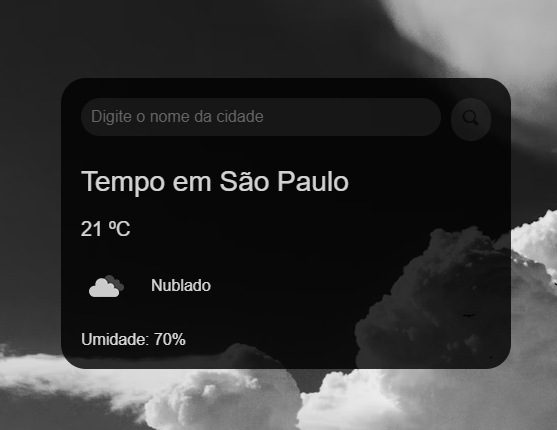 Digite o nome da cidade
Tempo em São Paulo
21 ºC
Nublado
Umidade: 70%